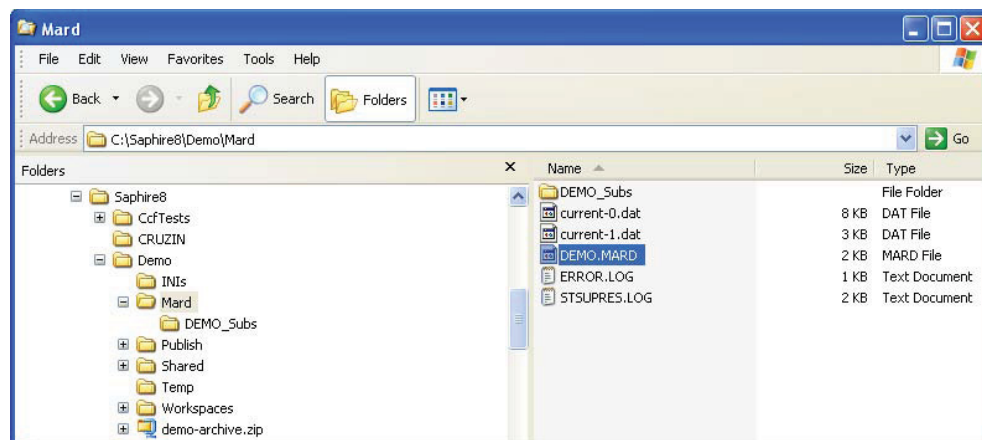 Mard
File Edit View Favorites Tools Help
Back Search Folders
Address C:\Saphire8\Demo\Mard Go
Folders x Name Size Type
Saphire8
CcfTests
CRUZIN
Demo
INIs
Mard
DEMO_Subs
Publish
Shared
Temp
Workspaces
demo-archive.zip
DEMO_Subs File Folder
current-0.dat 8 KB DAT File
current-1.dat 3 KB DAT File
DEMO.MARD 2 KB MARD File
ERROR.LOG 1 KB Text Document
STSUPRES.LOG 2 KB Text Document